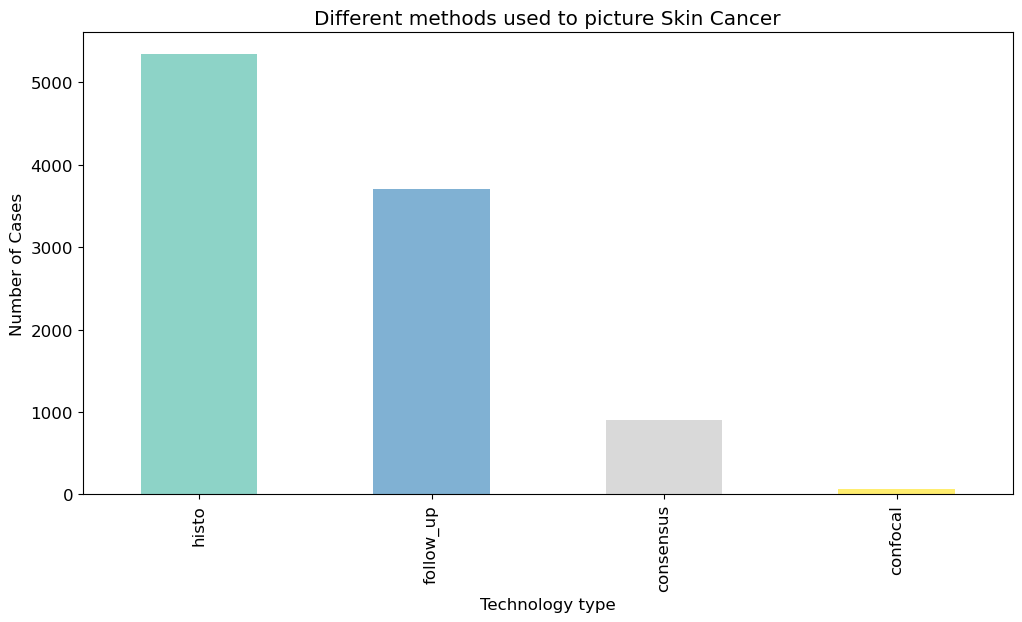 Different methods used to picture Skin Cancer
Number of Cases
5000
4000
3000
2000
1000
0
histo
follow_up
consensus
confocal
Technology type